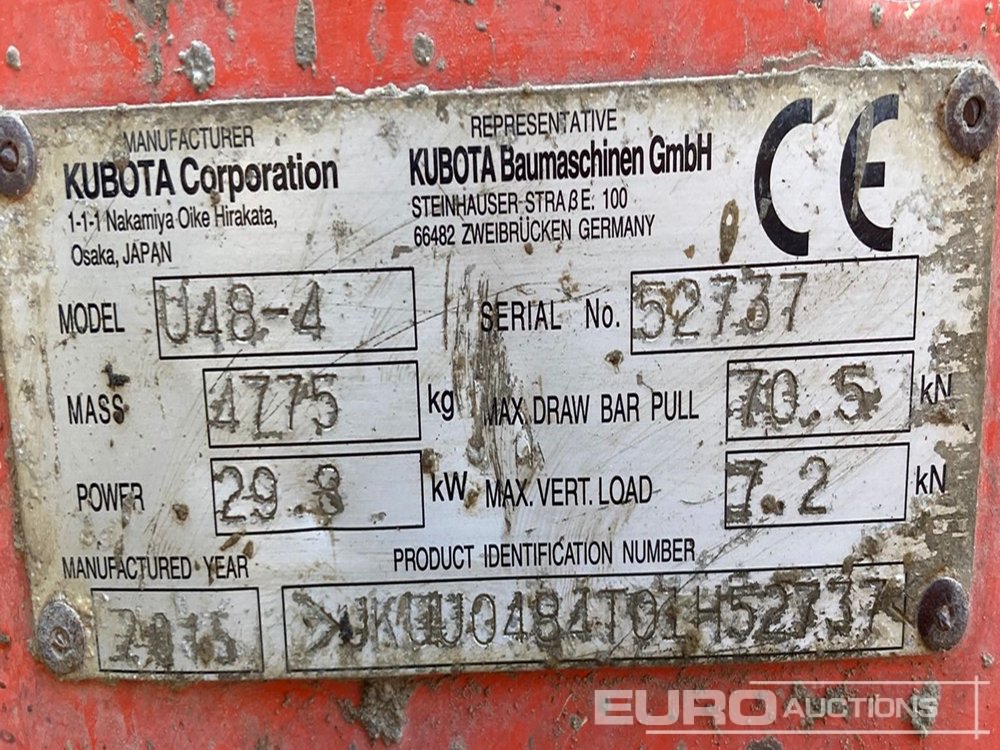 MANUFACTURER
KUBOTA Corporation
1-1-1 Nakamiya Oike Hirakata,
Osaka, JAPAN
REPRESENTATIVE
KUBOTA Baumaschinen GmbH
STEINHAUSER STRAßE. 100
66482 ZWEIBRÜCKEN GERMANY
CE
MODEL U48-4 SERIAL No. 52737
MASS 4775 kg MAX. DRAW BAR PULL 70.5 kN
POWER 29.3 kW MAX. VERT. LOAD 7.2 kN
MANUFACTURED YEAR PRODUCT IDENTIFICATION NUMBER
EURO AUCTIONS